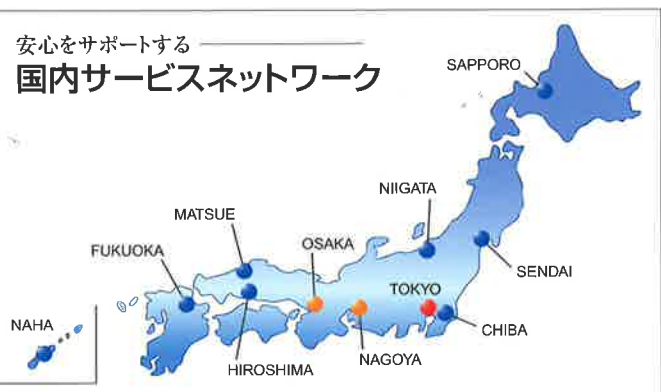 安心をサポートする
国内サービスネットワーク
SAPPORO
NIIGATA
MATSUE
OSAKA
FUKUOKA
SENDAI
TOKYO
NAHA
CHIBA
NAGOYA
HIROSHIMA